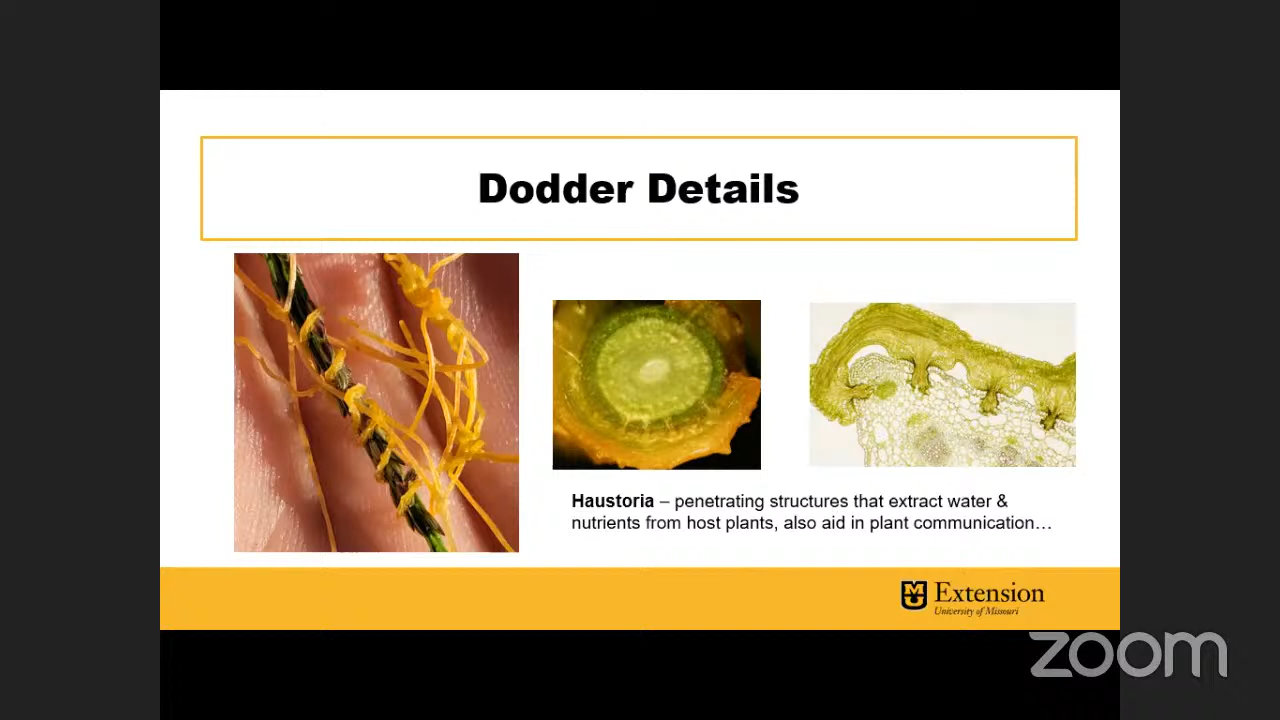 Dodder Details
Haustoria – penetrating structures that extract water &
nutrients from host plants, also aid in plant communication…
MU Extension
University of Missouri
zoom